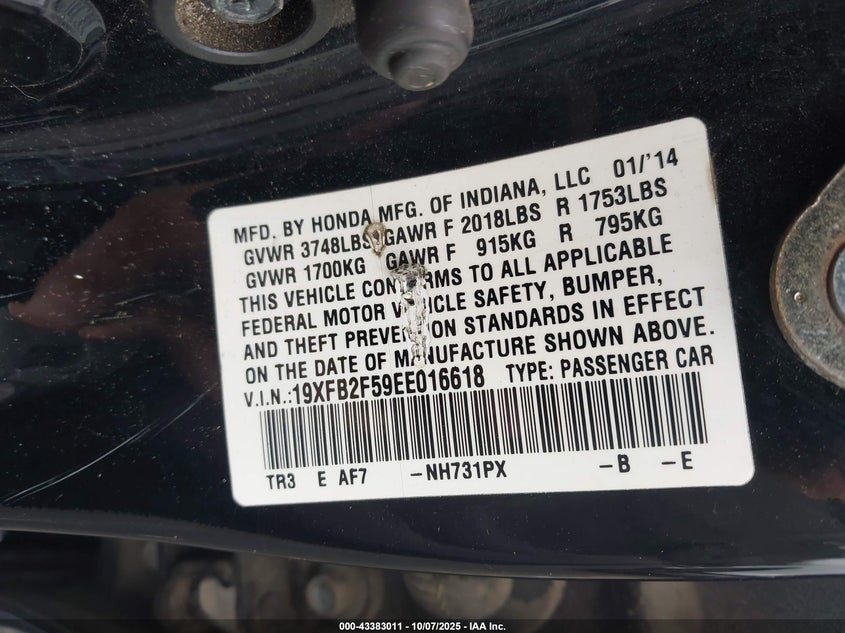 MFD. BY HONDA MFG. OF INDIANA, LLC 01/'14
GVWR 3748LBS GAWR F 2018LBS R 1753LBS
GVWR 1700KG GAWR F 915KG R 795KG
THIS VEHICLE CONFORMS TO ALL APPLICABLE
FEDERAL MOTOR VEHICLE SAFETY, BUMPER,
AND THEFT PREVENTION STANDARDS IN EFFECT
ON THE DATE OF MANUFACTURE SHOWN ABOVE.
V.I.N.:19XFB2F59EE016618 TYPE: PASSENGER CAR
TR3 E AF7 -NH731PX -B -E
000-43383011 - 10/07/2025 - IAA Inc.